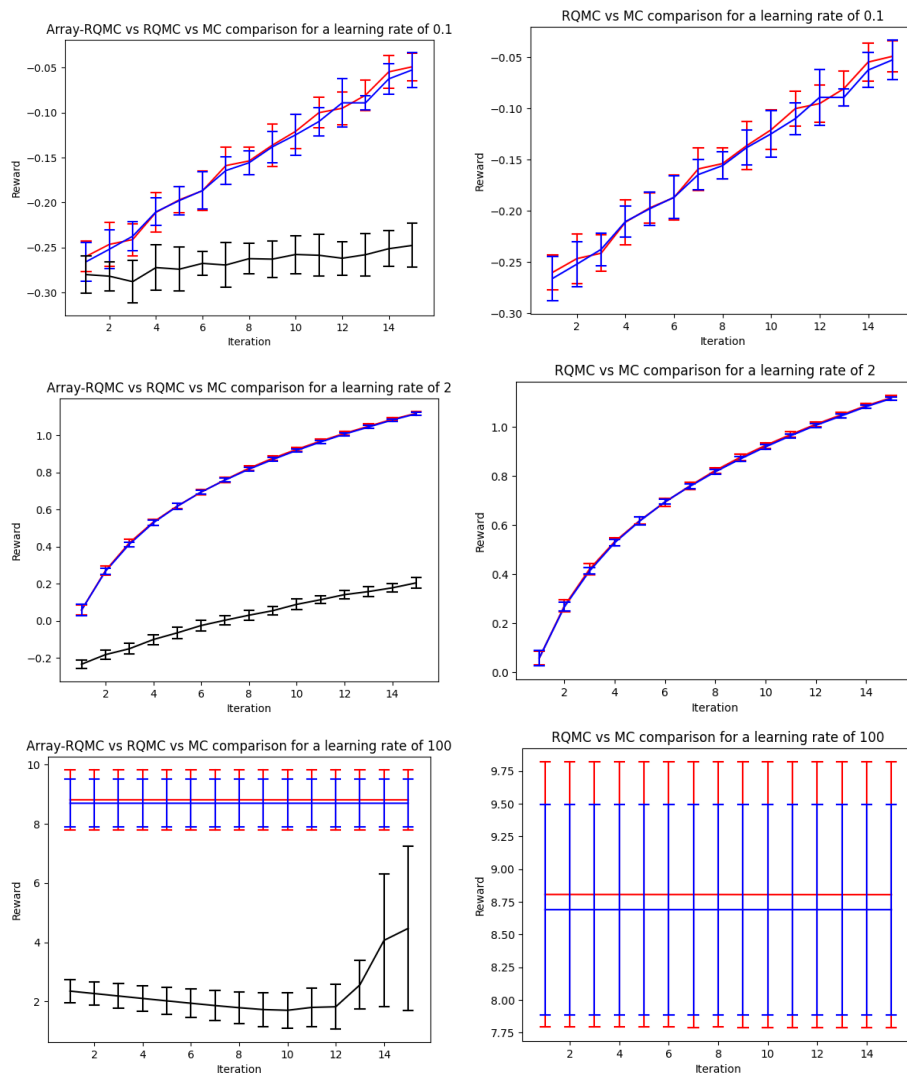 Array-RQMC vs RQMC vs MC comparison for a learning rate of 0.1
−0.05
−0.10
−0.15
−0.20
−0.25
−0.30
Reward
2 4 6 8 10 12 14
Iteration
RQMC vs MC comparison for a learning rate of 0.1
−0.05
−0.10
−0.15
−0.20
−0.25
−0.30
Reward
2 4 6 8 10 12 14
Iteration
Array-RQMC vs RQMC vs MC comparison for a learning rate of 2
1.0
0.8
0.6
0.4
0.2
0.0
−0.2
Reward
2 4 6 8 10 12 14
Iteration
RQMC vs MC comparison for a learning rate of 2
1.0
0.8
0.6
0.4
0.2
0.0
Reward
2 4 6 8 10 12 14
Iteration
Array-RQMC vs RQMC vs MC comparison for a learning rate of 100
10
8
6
4
2
Reward
2 4 6 8 10 12 14
Iteration
RQMC vs MC comparison for a learning rate of 100
9.75
9.50
9.25
9.00
8.75
8.50
8.25
8.00
7.75
Reward
2 4 6 8 10 12 14
Iteration